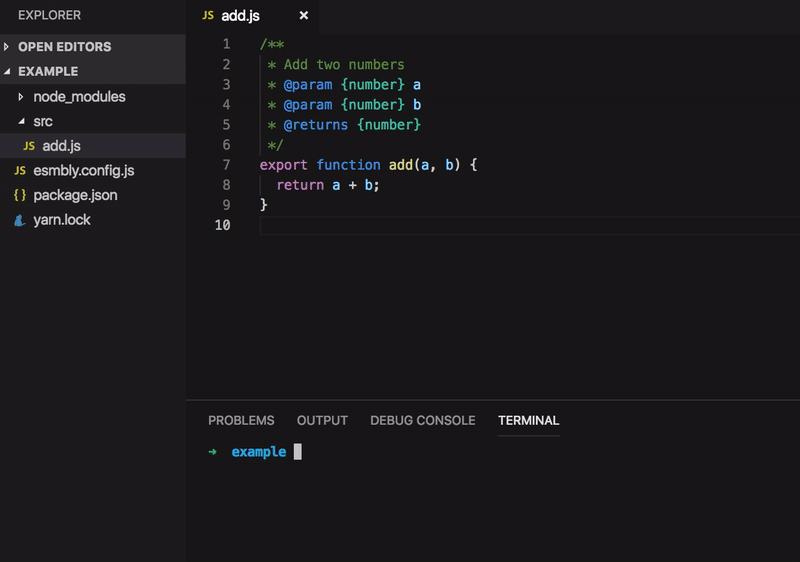 EXPLORER
OPEN EDITORS
EXAMPLE
node_modules
src
JS add.js
JS esmbly.config.js
{ } package.json
yarn.lock
JS add.js ×
1 /**
2  * Add two numbers
3  * @param {number} a
4  * @param {number} b
5  * @returns {number}
6  */
7 export function add(a, b) {
8   return a + b;
9 }
10
PROBLEMS OUTPUT DEBUG CONSOLE TERMINAL
➜ example